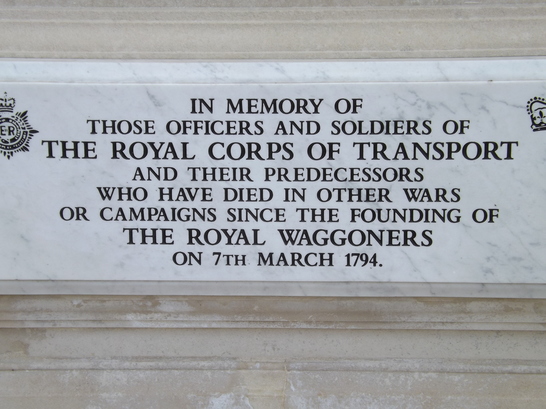 IN MEMORY OF
THOSE OFFICERS AND SOLDIERS OF
THE ROYAL CORPS OF TRANSPORT
AND THEIR PREDECESSORS
WHO HAVE DIED IN OTHER WARS
OR CAMPAIGNS SINCE THE FOUNDING OF
THE ROYAL WAGGONERS
ON 7TH MARCH 1794.